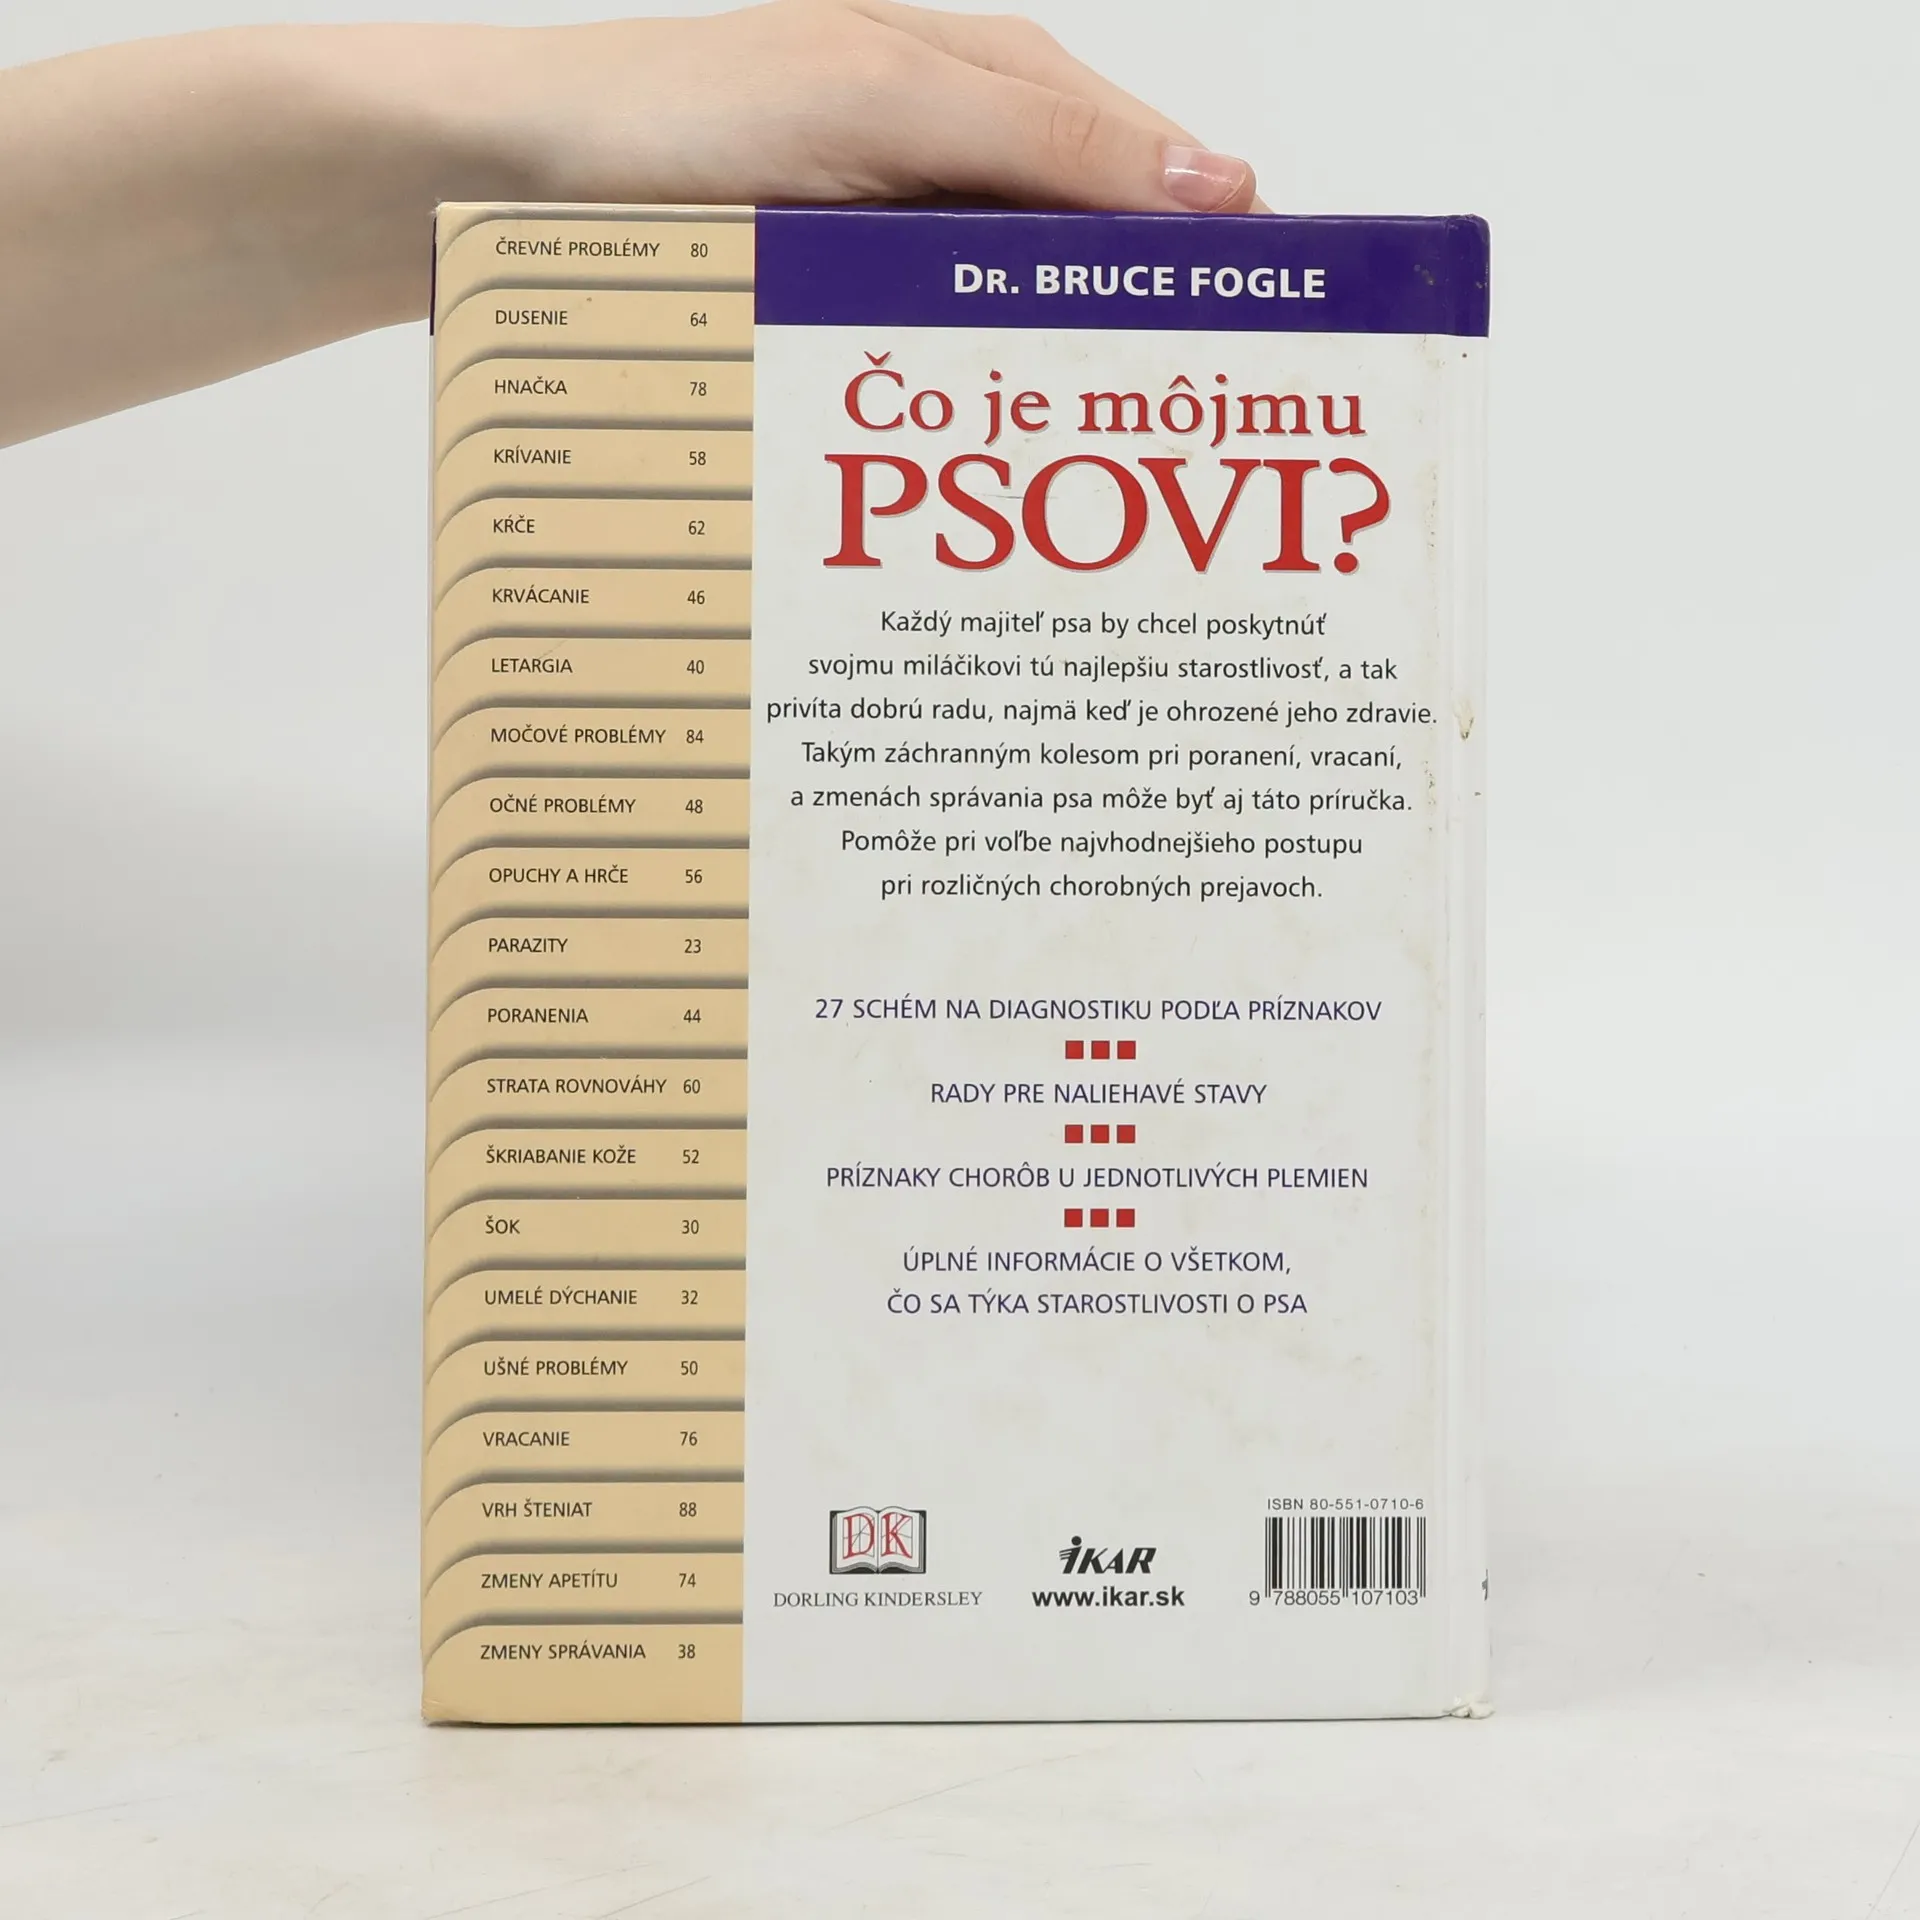 ČREVNÉ PROBLÉMY 80
DUSENIE 64
HNAČKA 78
KRÍVANIE 58
KŔČE 62
KRVÁCANIE 46
LETARGIA 40
MOČOVÉ PROBLÉMY 84
OČNÉ PROBLÉMY 48
OPUCHY A HRČE 56
PARAZITY 23
PORANENIA 44
STRATA ROVNOVÁHY 60
ŠKRIABANIE KOŽE 52
ŠOK 30
UMELÉ DÝCHANIE 32
UŠNÉ PROBLÉMY 50
VRACANIE 76
VRH ŠTENIAT 88
ZMENY APETÍTU 74
ZMENY SPRÁVANIA 38
DR. BRUCE FOGLE
Čo je môjmu
PSOVI?
Každý majiteľ psa by chcel poskytnúť
svojmu miláčikovi tú najlepšiu starostlivosť, a tak
privíta dobrú radu, najmä keď je ohrozené jeho zdravie.
Takým záchranným kolesom pri poranení, vracaní,
a zmenách správania psa môže byť aj táto príručka.
Pomôže pri voľbe najvhodnejšieho postupu
pri rozličných chorobných prejavoch.
27 SCHÉM NA DIAGNOSTIKU PODĽA PRÍZNAKOV
RADY PRE NALIEHAVÉ STAVY
PRÍZNAKY CHORÔB U JEDNOTLIVÝCH PLEMIEN
ÚPLNÉ INFORMÁCIE O VŠETKOM,
ČO SA TÝKA STAROSTLIVOSTI O PSA
DK
DORLING KINDERSLEY
IKAR
www.ikar.sk
ISBN 80-551-0710-6
9 788055 107103